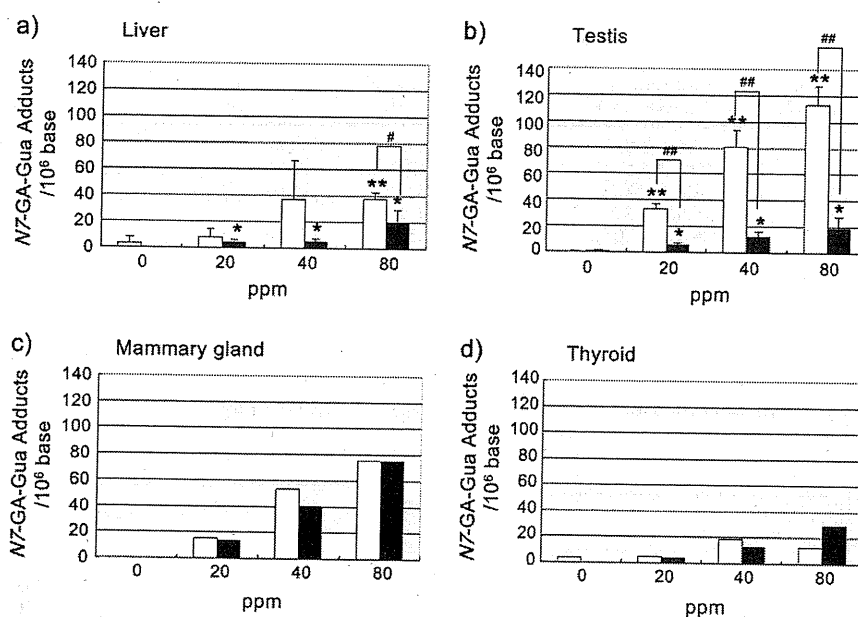 a) Liver
N7-GA-Gua Adducts
/10⁶ base
140
120
100
80
60
40
20
0
#
**
*
*
*
0 20 40 80
ppm
b) Testis
N7-GA-Gua Adducts
/10⁶ base
140
120
100
80
60
40
20
0
##
**
*
##
**
*
##
**
*
0 20 40 80
ppm
c) Mammary gland
N7-GA-Gua Adducts
/10⁶ base
140
120
100
80
60
40
20
0
0 20 40 80
ppm
d) Thyroid
N7-GA-Gua Adducts
/10⁶ base
140
120
100
80
60
40
20
0
0 20 40 80
ppm